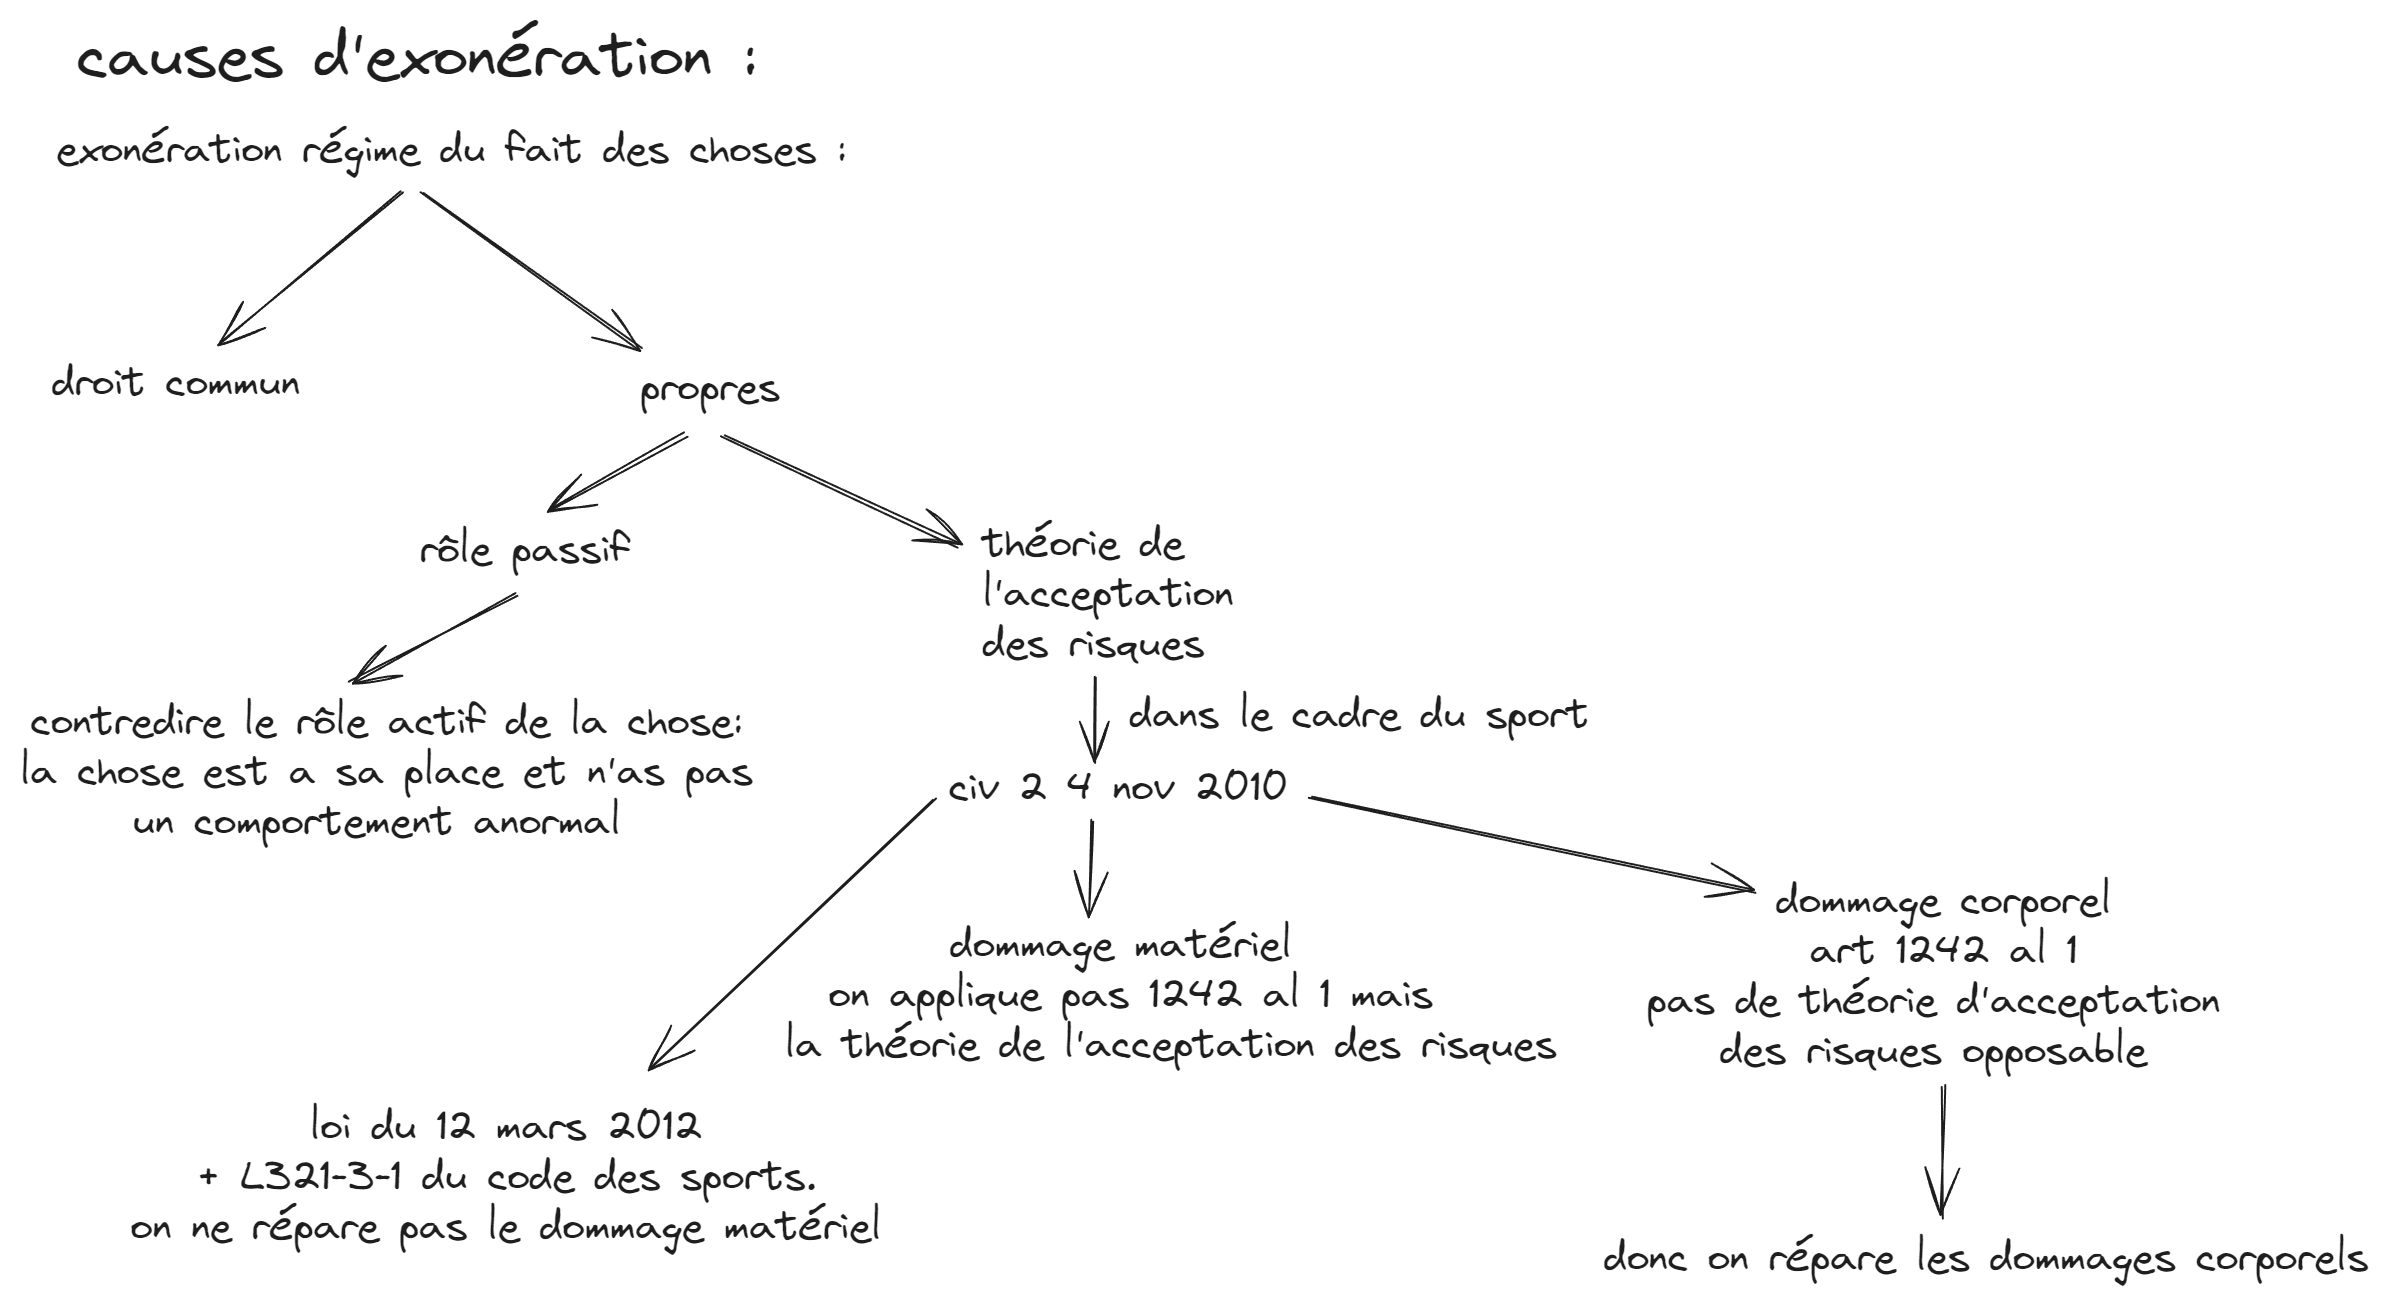 causes d'exonération :
exonération régime du fait des choses :
droit commun
propres
rôle passif
théorie de
l'acceptation
des risques
contredire le rôle actif de la chose:
la chose est a sa place et n'as pas
un comportement anormal
dans le cadre du sport
civ 2 4 nov 2010
dommage matériel
on applique pas 1242 al 1 mais
la théorie de l'acceptation des risques
dommage corporel
art 1242 al 1
pas de théorie d'acceptation
des risques opposable
loi du 12 mars 2012
+ L321-3-1 du code des sports.
on ne répare pas le dommage matériel
donc on répare les dommages corporels